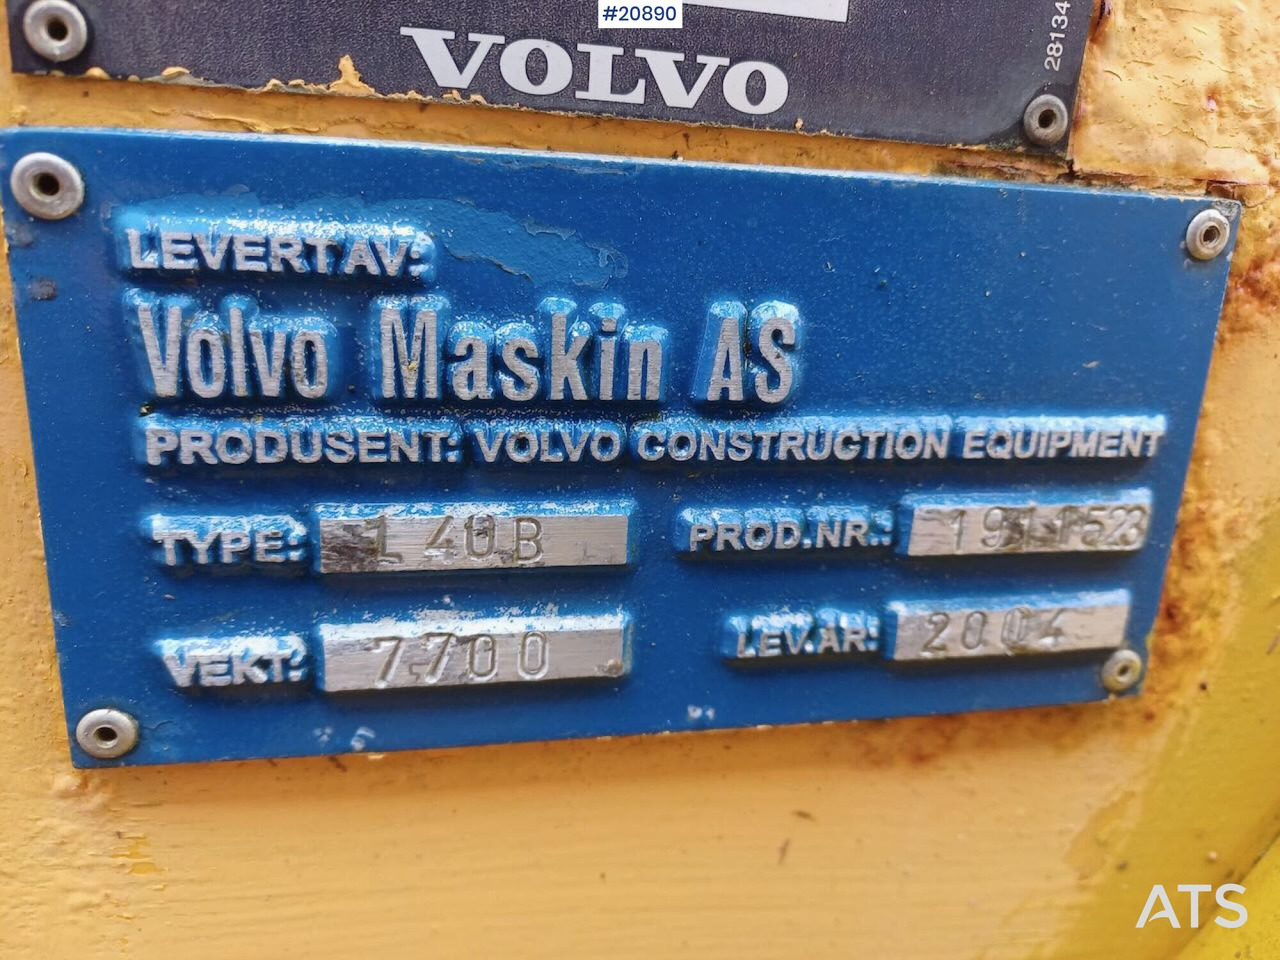 #20890
VOLVO
28134
LEVERT AV:
Volvo Maskin AS
PRODUSENT: VOLVO CONSTRUCTION EQUIPMENT
TYPE: L 40B PROD.NR.: 1911523
VEKT: 7700 LEV.ÅR: 2004
ATS